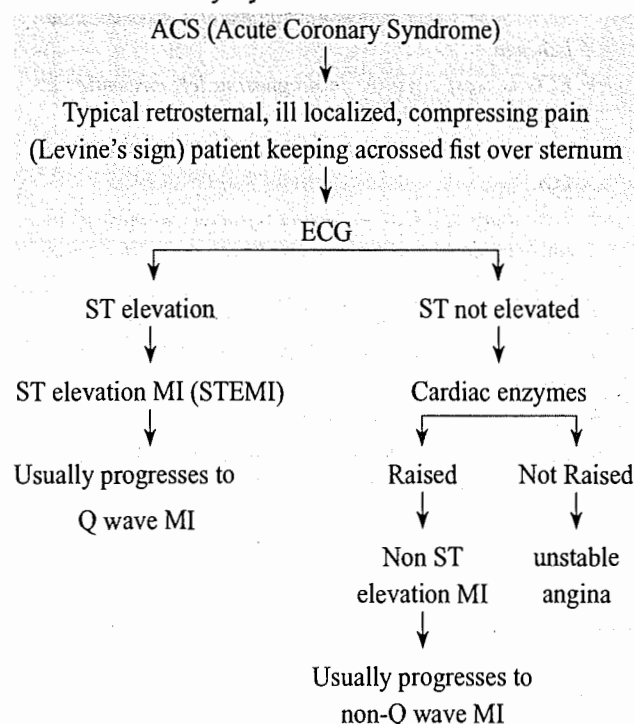 ACS (Acute Coronary Syndrome)
Typical retrosternal, ill localized, compressing pain
(Levine's sign) patient keeping acrossed fist over sternum
ECG
ST elevation
ST elevation MI (STEMI)
Usually progresses to
Q wave MI
ST not elevated
Cardiac enzymes
Raised
Non ST
elevation MI
Usually progresses to
non-Q wave MI
Not Raised
unstable
angina